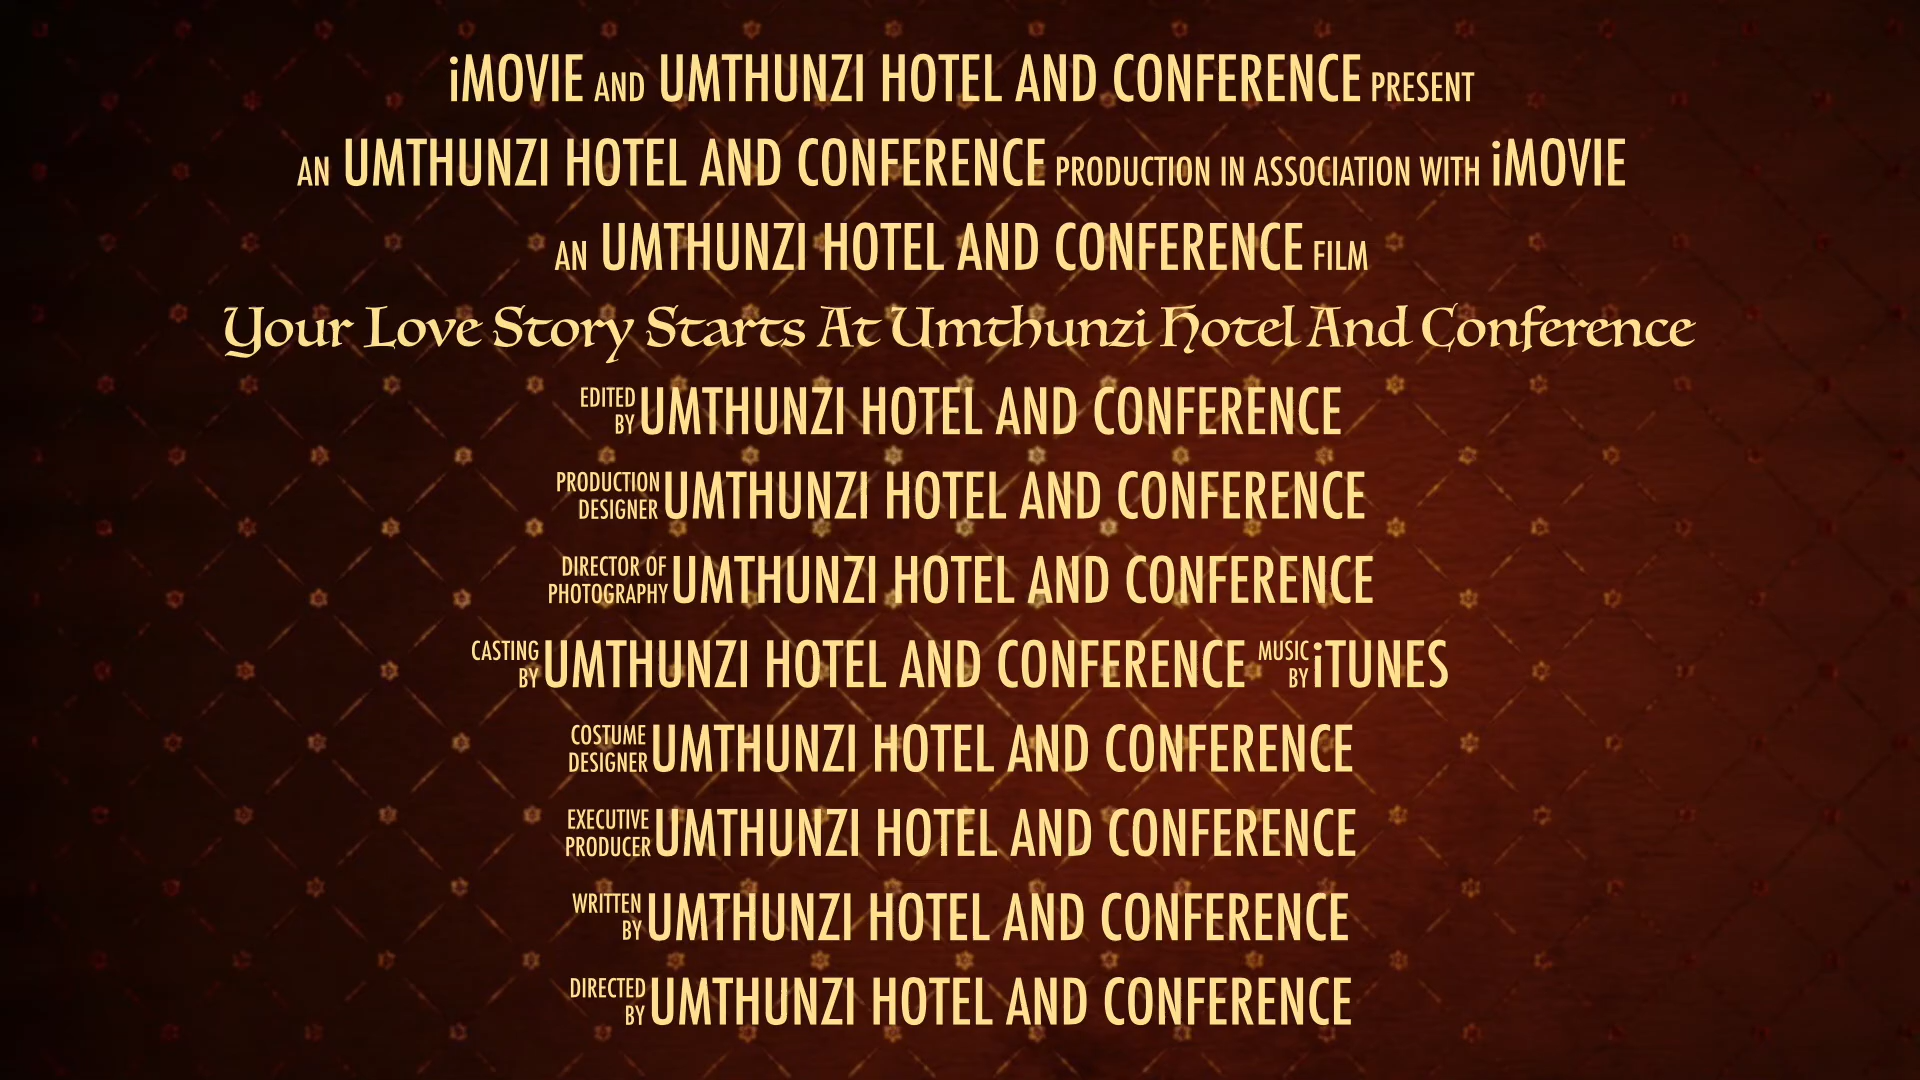 iMOVIE AND UMTHUNZI HOTEL AND CONFERENCE PRESENT
AN UMTHUNZI HOTEL AND CONFERENCE PRODUCTION IN ASSOCIATION WITH iMOVIE
AN UMTHUNZI HOTEL AND CONFERENCE FILM
Your Love Story Starts At Umthunzi Hotel And Conference
EDITED BY UMTHUNZI HOTEL AND CONFERENCE
PRODUCTION DESIGNER UMTHUNZI HOTEL AND CONFERENCE
DIRECTOR OF PHOTOGRAPHY UMTHUNZI HOTEL AND CONFERENCE
CASTING BY UMTHUNZI HOTEL AND CONFERENCE MUSIC BY iTUNES
COSTUME DESIGNER UMTHUNZI HOTEL AND CONFERENCE
EXECUTIVE PRODUCER UMTHUNZI HOTEL AND CONFERENCE
WRITTEN BY UMTHUNZI HOTEL AND CONFERENCE
DIRECTED BY UMTHUNZI HOTEL AND CONFERENCE